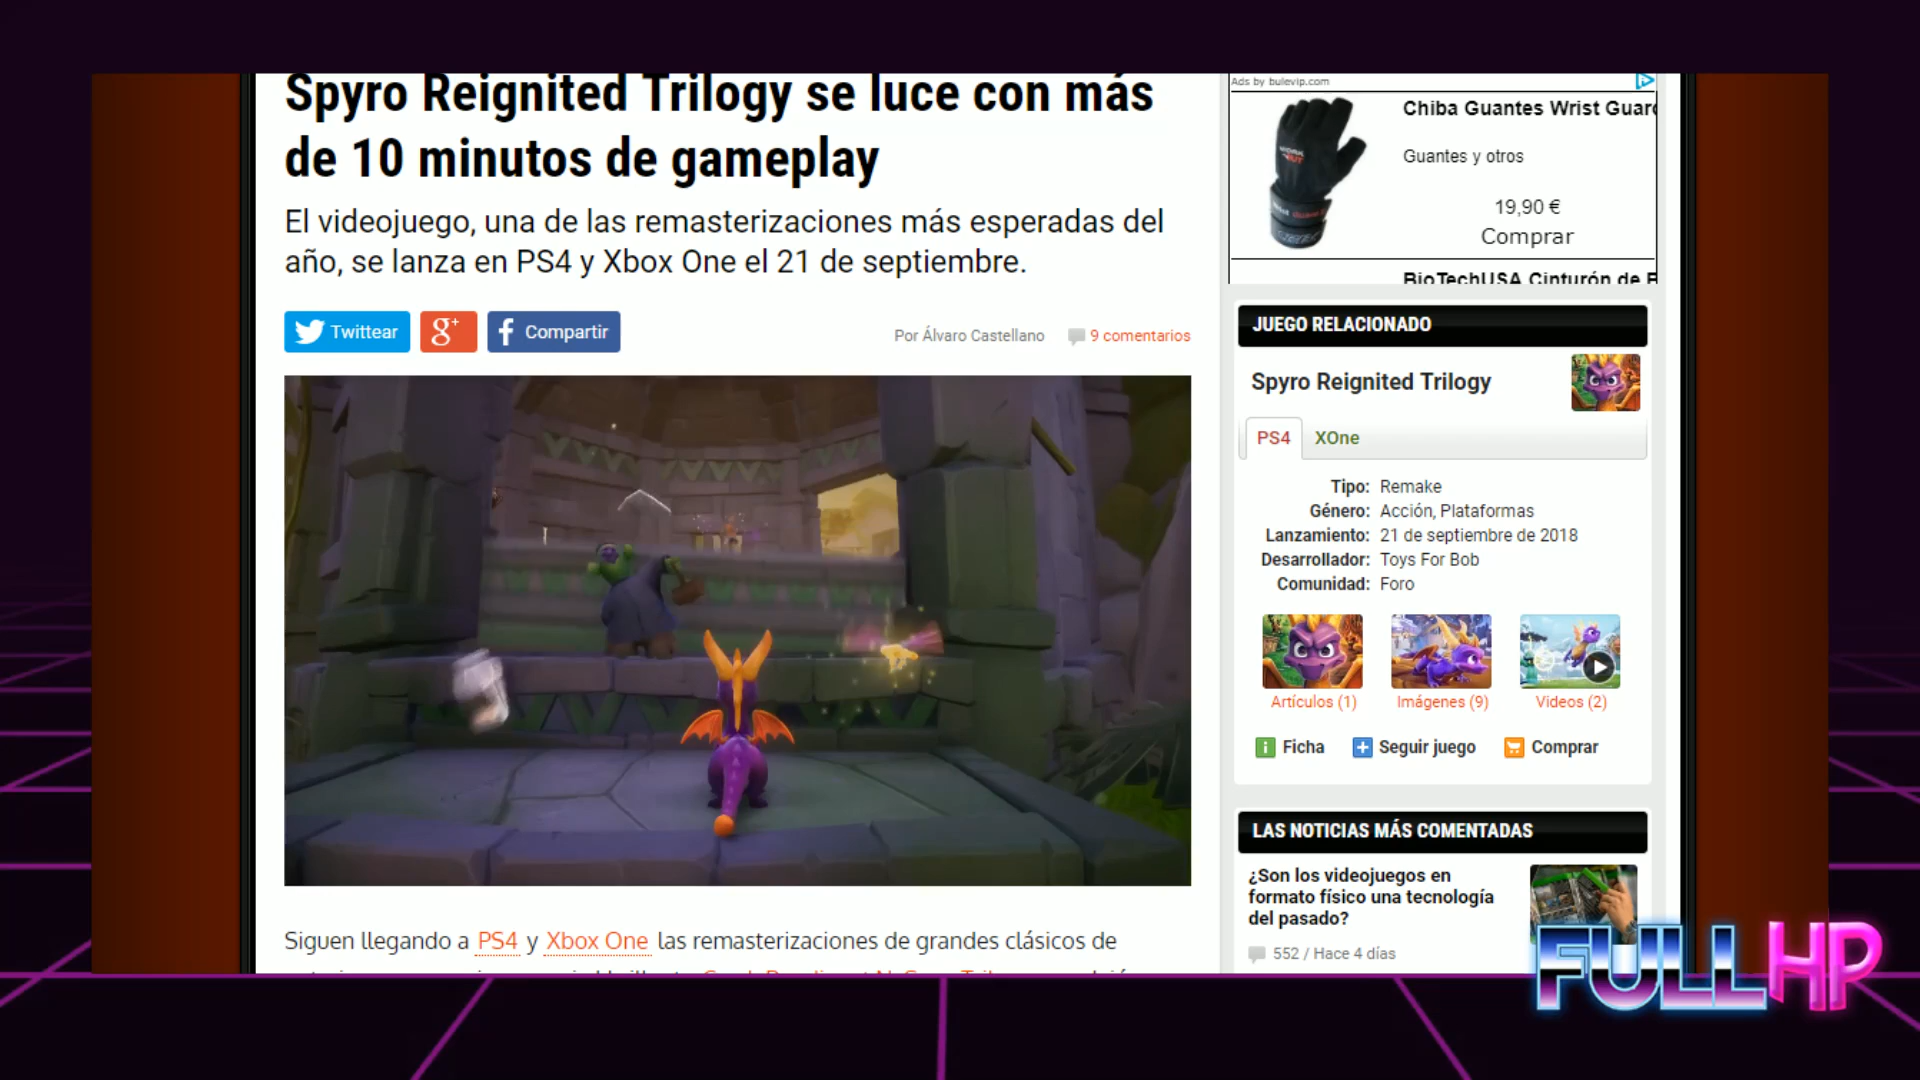 Spyro Reignited Trilogy se luce con más
de 10 minutos de gameplay
El videojuego, una de las remasterizaciones más esperadas del
año, se lanza en PS4 y Xbox One el 21 de septiembre.
Twittear
g+
Compartir
Por Álvaro Castellano
9 comentarios
Siguen llegando a PS4 y Xbox One las remasterizaciones de grandes clásicos de
Ads by bulevip.com
Chiba Guantes Wrist Guar
Guantes y otros
19,90 €
Comprar
BioTechUSA Cinturón de
JUEGO RELACIONADO
Spyro Reignited Trilogy
PS4 XOne
Tipo: Remake
Género: Acción, Plataformas
Lanzamiento: 21 de septiembre de 2018
Desarrollador: Toys For Bob
Comunidad: Foro
Artículos (1) Imágenes (9) Videos (2)
Ficha Seguir juego Comprar
LAS NOTICIAS MÁS COMENTADAS
¿Son los videojuegos en
formato físico una tecnología
del pasado?
552 / Hace 4 días
FULL HP